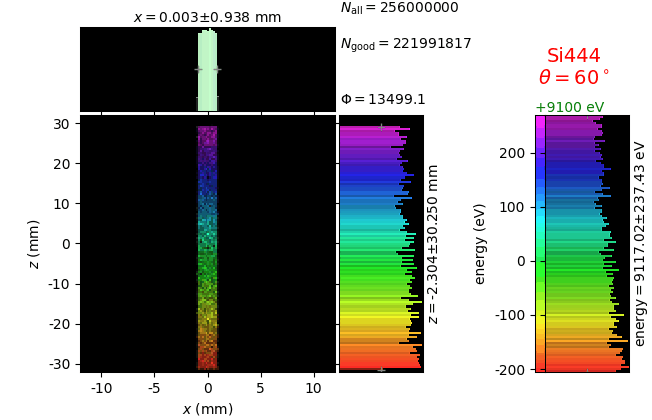 x = 0.003±0.938 mm
N_all = 256000000
N_good = 221991817
Φ = 13499.1
Si444
θ = 60°
+9100 eV
30
20
10
0
-10
-20
-30
z (mm)
-10
-5
0
5
10
x (mm)
z = -2.304±30.250 mm
200
100
0
-100
-200
energy (eV)
energy = 9117.02±237.43 eV